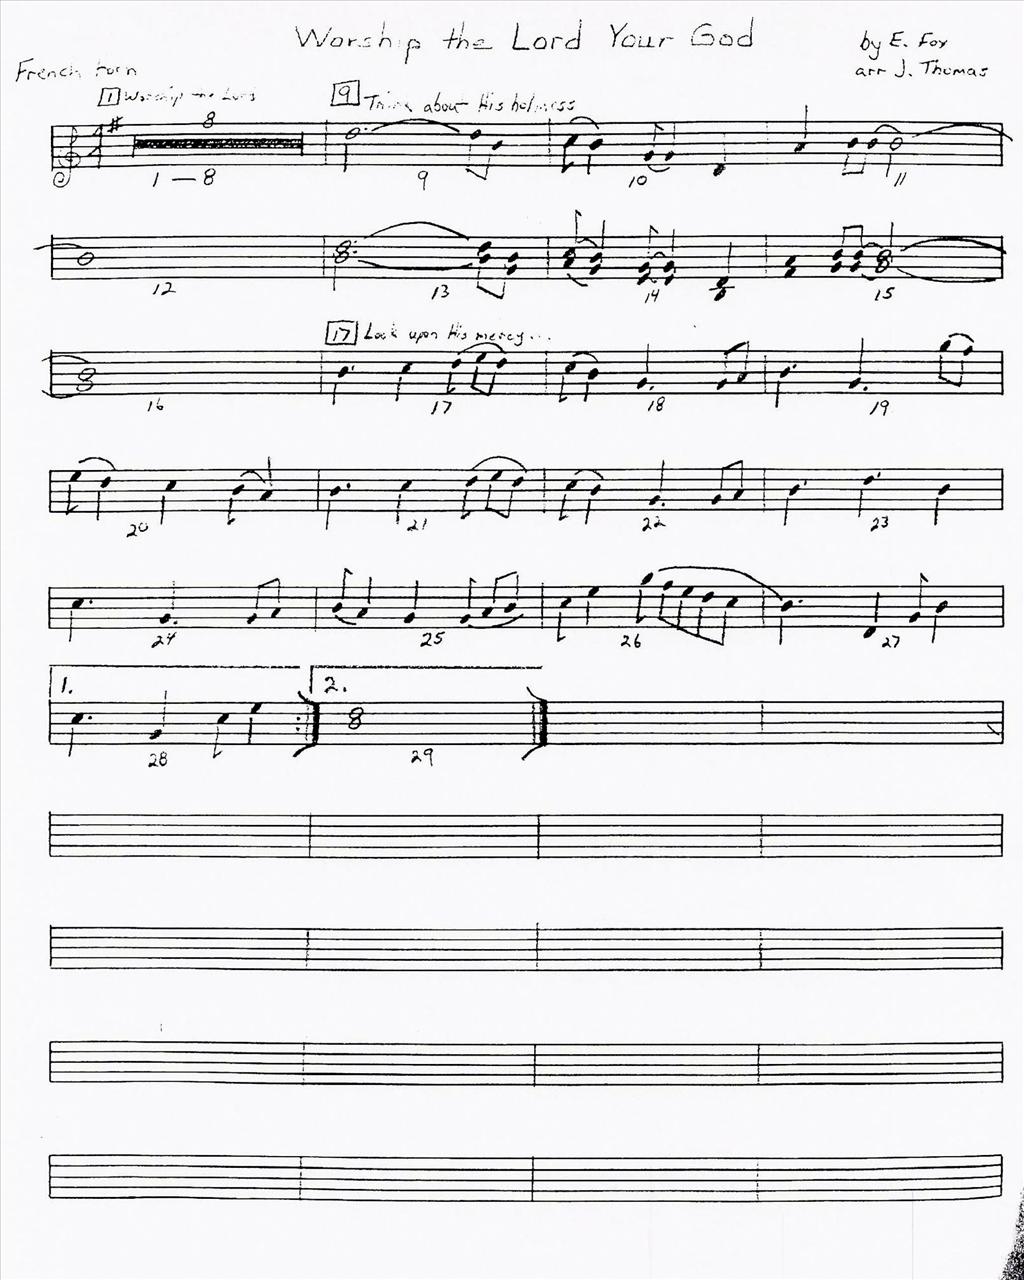 Worship the Lord Your God
by E. Fox
French Horn
arr J. Thomas
1 Worship the Lord
9 Think about His holiness
8
1 — 8 9 10 11
12 13 14 15
17 Look upon His mercy...
16 17 18 19
20 21 22 23
24 25 26 27
1. 2.
28 29